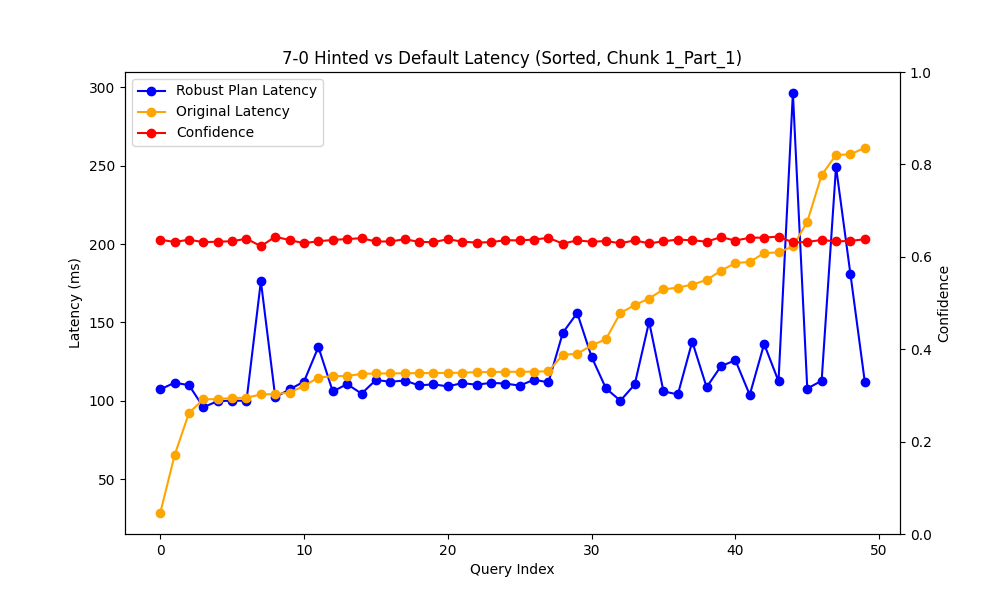 7-0 Hinted vs Default Latency (Sorted, Chunk 1_Part_1)
Robust Plan Latency
Original Latency
Confidence
300
250
200
150
100
50
Latency (ms)
1.0
0.8
0.6
0.4
0.2
0.0
Confidence
0
10
20
30
40
50
Query Index